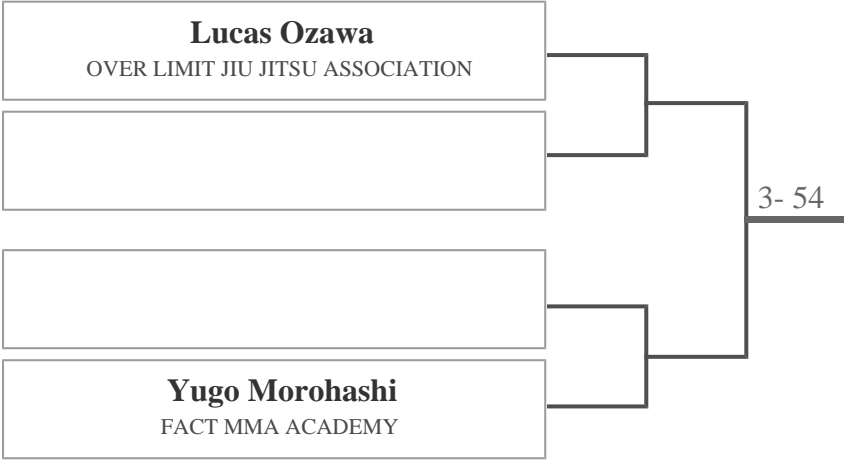 Lucas Ozawa
OVER LIMIT JIU JITSU ASSOCIATION
3- 54
Yugo Morohashi
FACT MMA ACADEMY